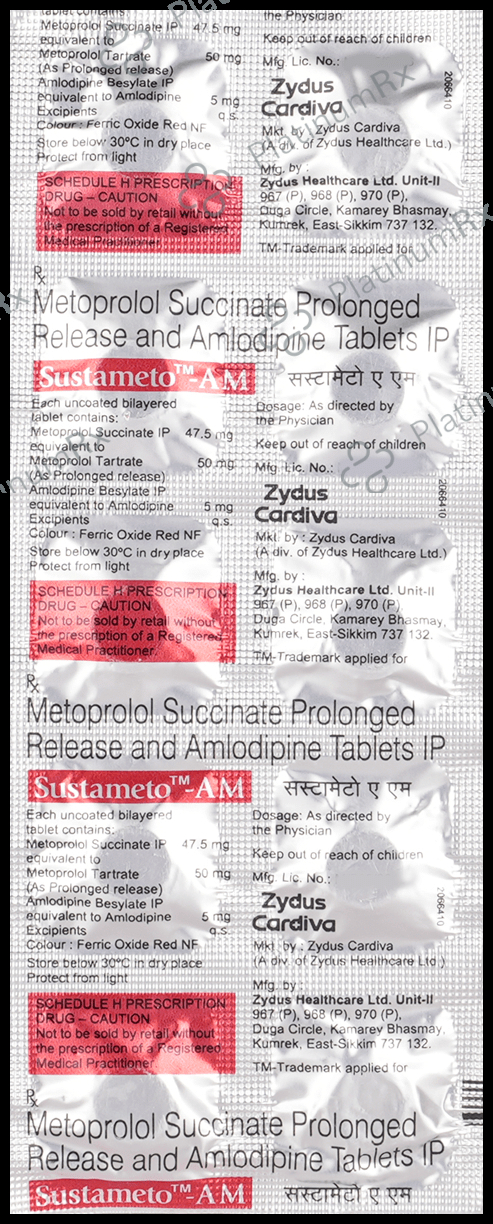 tablet contains
Metoprolol Succinate IP 47.5 mg
equivalent to
Metoprolol Tartrate 50 mg
(As Prolonged release)
Amlodipine Besylate IP
equivalent to Amlodipine 5 mg
Excipients q.s.
Colour : Ferric Oxide Red NF
Store below 30°C in dry place
Protect from light
SCHEDULE H PRESCRIPTION
DRUG – CAUTION
Not to be sold by retail without
the prescription of a Registered
Medical Practitioner.
the Physician
Keep out of reach of children
Mfg. Lic. No.:
Zydus
Cardiva
Mkt. by : Zydus Cardiva
(A div. of Zydus Healthcare Ltd.)
Mfg. by :
Zydus Healthcare Ltd. Unit-II
967 (P), 968 (P), 970 (P),
Duga Circle, Kamarey Bhasmay,
Kumrek, East-Sikkim 737 132.
TM-Trademark applied for
2066410
Rx
Metoprolol Succinate Prolonged
Release and Amlodipine Tablets IP
Sustameto™-AM सस्टामेटो ए एम
Each uncoated bilayered
tablet contains:
Metoprolol Succinate IP 47.5 mg
equivalent to
Metoprolol Tartrate 50 mg
(As Prolonged release)
Amlodipine Besylate IP
equivalent to Amlodipine 5 mg
Excipients q.s.
Colour : Ferric Oxide Red NF
Store below 30°C in dry place
Protect from light
SCHEDULE H PRESCRIPTION
DRUG – CAUTION
Not to be sold by retail without
the prescription of a Registered
Medical Practitioner.
Dosage: As directed by
the Physician
Keep out of reach of children
Mfg. Lic. No.:
Zydus
Cardiva
Mkt. by : Zydus Cardiva
(A div. of Zydus Healthcare Ltd.)
Mfg. by :
Zydus Healthcare Ltd. Unit-II
967 (P), 968 (P), 970 (P),
Duga Circle, Kamarey Bhasmay,
Kumrek, East-Sikkim 737 132.
TM-Trademark applied for
2066410
Rx
Metoprolol Succinate Prolonged
Release and Amlodipine Tablets IP
Sustameto™-AM सस्टामेटो ए एम
Each uncoated bilayered
tablet contains:
Metoprolol Succinate IP 47.5 mg
equivalent to
Metoprolol Tartrate 50 mg
(As Prolonged release)
Amlodipine Besylate IP
equivalent to Amlodipine 5 mg
Excipients q.s.
Colour : Ferric Oxide Red NF
Store below 30°C in dry place
Protect from light
SCHEDULE H PRESCRIPTION
DRUG – CAUTION
Not to be sold by retail without
the prescription of a Registered
Medical Practitioner.
Dosage: As directed by
the Physician
Keep out of reach of children
Mfg. Lic. No.:
Zydus
Cardiva
Mkt. by : Zydus Cardiva
(A div. of Zydus Healthcare Ltd.)
Mfg. by :
Zydus Healthcare Ltd. Unit-II
967 (P), 968 (P), 970 (P),
Duga Circle, Kamarey Bhasmay,
Kumrek, East-Sikkim 737 132.
TM-Trademark applied for
2066410
Rx
Metoprolol Succinate Prolonged
Release and Amlodipine Tablets IP
Sustameto™-AM सस्टामेटो ए एम
PlatinumRx
PlatinumRx
PlatinumRx